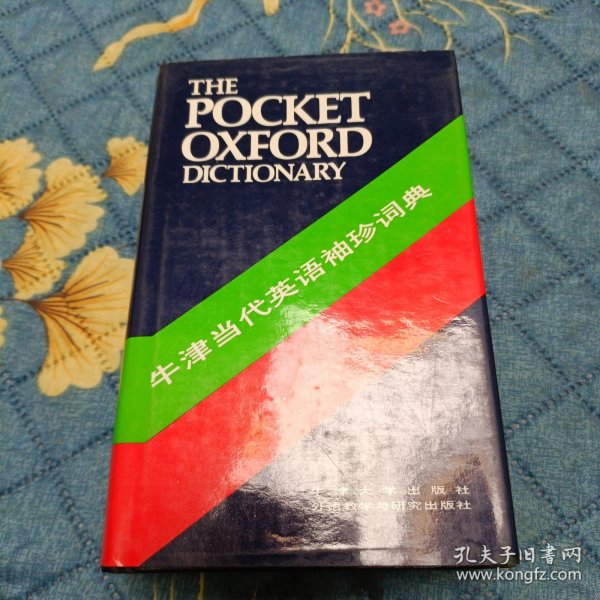 THE
POCKET
OXFORD
DICTIONARY
牛津当代英语袖珍词典
牛津大学出版社
外语教学与研究出版社
孔夫子旧书网
www.kongfz.com